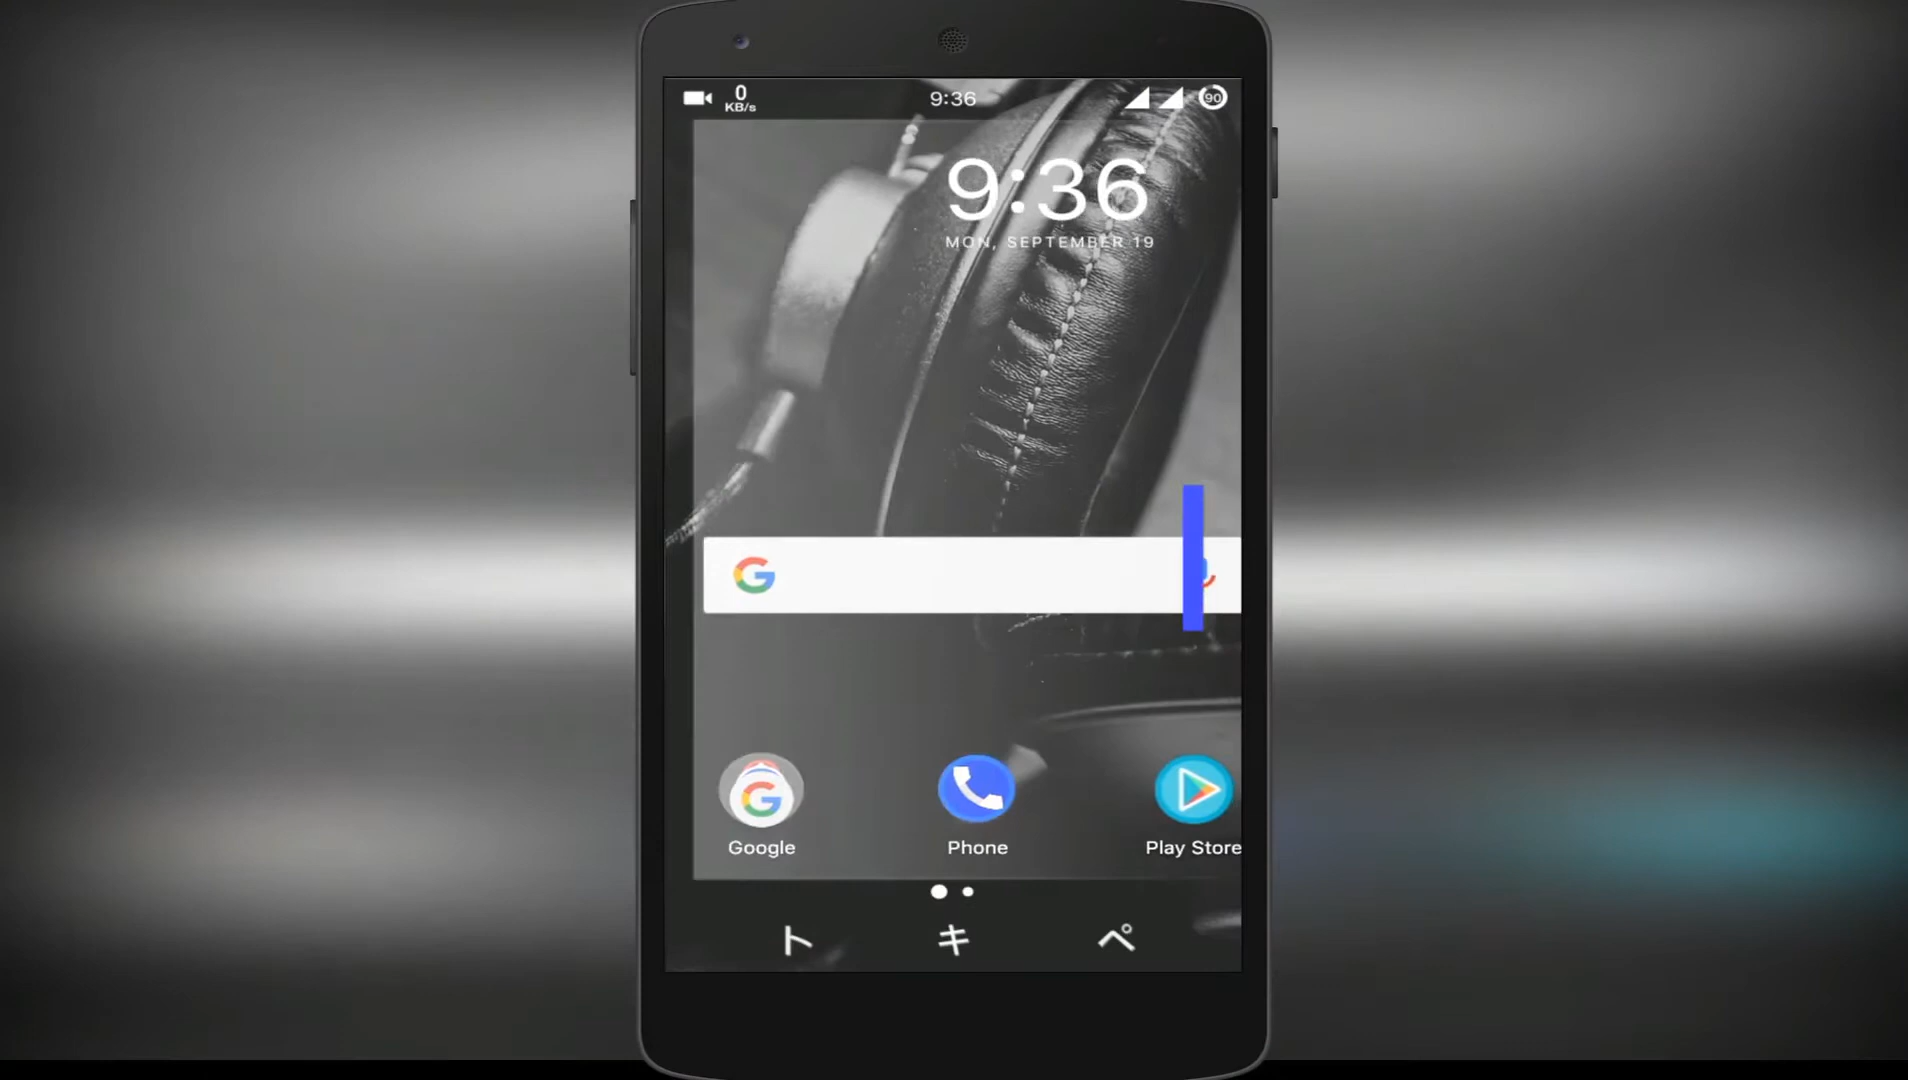 0
KB/s
9:36
90
9:36
MON, SEPTEMBER 19
Google
Phone
Play Store
ト キ ペ